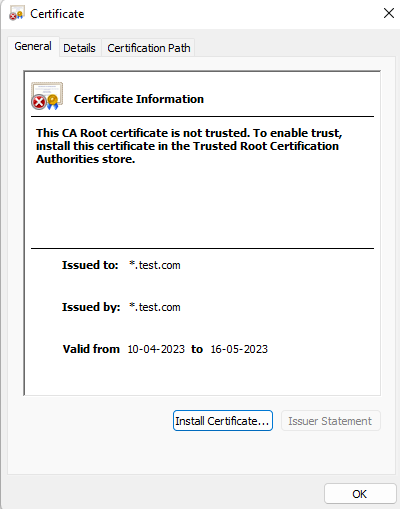 Certificate
General
Details
Certification Path
Certificate Information
This CA Root certificate is not trusted. To enable trust,
install this certificate in the Trusted Root Certification
Authorities store.
Issued to: *.test.com
Issued by: *.test.com
Valid from 10-04-2023 to 16-05-2023
Install Certificate...
Issuer Statement
OK